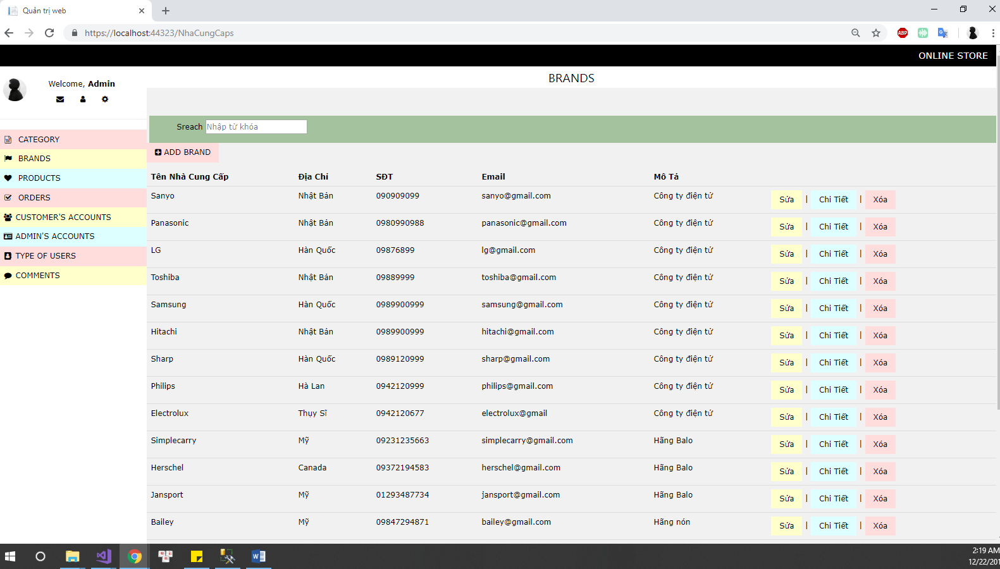 Quản trị web
https://localhost:44323/NhaCungCaps
ABP
ONLINE STORE
Welcome, Admin
BRANDS
Sreach Nhập từ khóa
CATEGORY
BRANDS
PRODUCTS
ORDERS
CUSTOMER'S ACCOUNTS
ADMIN'S ACCOUNTS
TYPE OF USERS
COMMENTS
ADD BRAND
Tên Nhà Cung Cấp Địa Chỉ SĐT Email Mô Tả
Sanyo Nhật Bản 090909099 sanyo@gmail.com Công ty điện tử Sửa | Chi Tiết | Xóa
Panasonic Nhật Bản 0980990988 panasonic@gmail.com Công ty điện tử Sửa | Chi Tiết | Xóa
LG Hàn Quốc 09876899 lg@gmail.com Công ty điện tử Sửa | Chi Tiết | Xóa
Toshiba Nhật Bản 09889999 toshiba@gmail.com Công ty điện tử Sửa | Chi Tiết | Xóa
Samsung Hàn Quốc 0989900999 samsung@gmail.com Công ty điện tử Sửa | Chi Tiết | Xóa
Hitachi Nhật Bản 0989900999 hitachi@gmail.com Công ty điện tử Sửa | Chi Tiết | Xóa
Sharp Hàn Quốc 0989120999 sharp@gmail.com Công ty điện tử Sửa | Chi Tiết | Xóa
Philips Hà Lan 0942120999 philips@gmail.com Công ty điện tử Sửa | Chi Tiết | Xóa
Electrolux Thụy Sĩ 0942120677 electrolux@gmail Công ty điện tử Sửa | Chi Tiết | Xóa
Simplecarry Mỹ 09231235663 simplecarry@gmail.com Hãng Balo Sửa | Chi Tiết | Xóa
Herschel Canada 09372194583 herschel@gmail.com Hãng Balo Sửa | Chi Tiết | Xóa
Jansport Mỹ 01293487734 jansport@gmail.com Hãng Balo Sửa | Chi Tiết | Xóa
Bailey Mỹ 09847294871 bailey@gmail.com Hãng nón Sửa | Chi Tiết | Xóa
2:19 AM
12/22/201